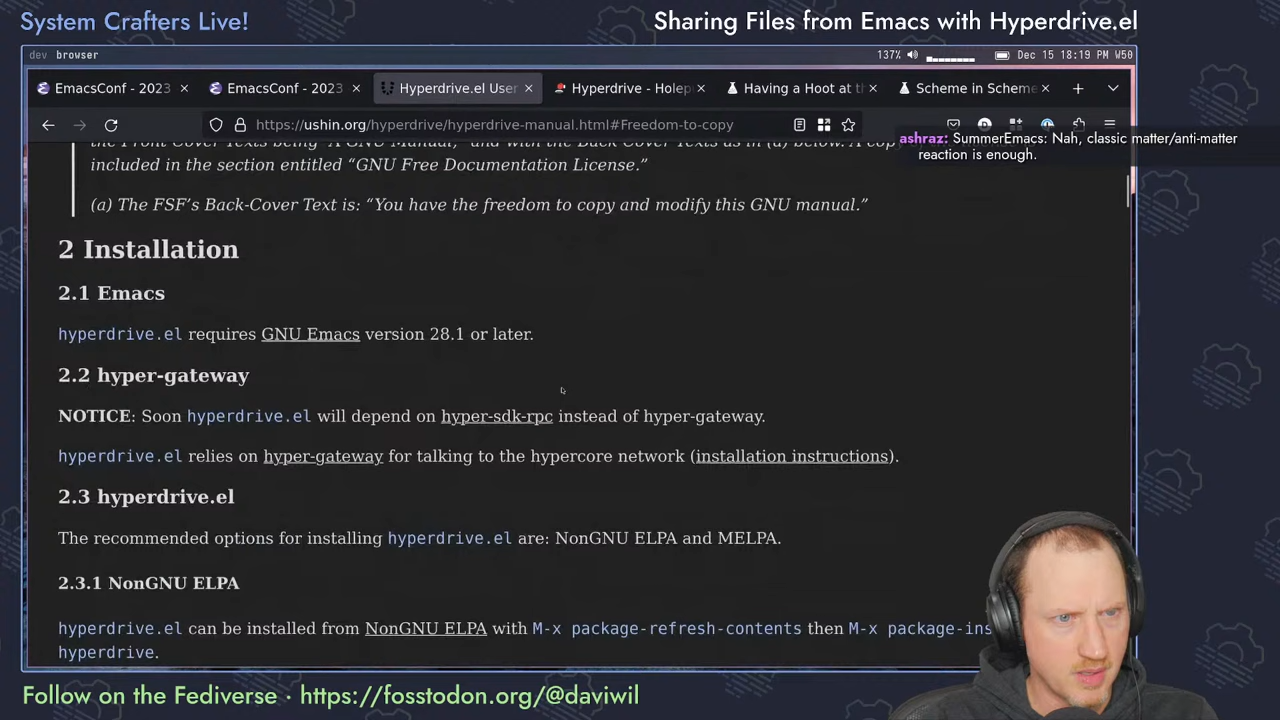 System Crafters Live!
Sharing Files from Emacs with Hyperdrive.el
dev browser
137%
Dec 15 18:19 PM W50
EmacsConf - 2023
EmacsConf - 2023
Hyperdrive.el User
Hyperdrive - Holep
Having a Hoot at th
Scheme in Scheme
https://ushin.org/hyperdrive/hyperdrive-manual.html#Freedom-to-copy
ashraz: SummerEmacs: Nah, classic matter/anti-matter
reaction is enough.
included in the section entitled “GNU Free Documentation License.”
(a) The FSF’s Back-Cover Text is: “You have the freedom to copy and modify this GNU manual.”
2 Installation
2.1 Emacs
hyperdrive.el requires GNU Emacs version 28.1 or later.
2.2 hyper-gateway
NOTICE: Soon hyperdrive.el will depend on hyper-sdk-rpc instead of hyper-gateway.
hyperdrive.el relies on hyper-gateway for talking to the hypercore network (installation instructions).
2.3 hyperdrive.el
The recommended options for installing hyperdrive.el are: NonGNU ELPA and MELPA.
2.3.1 NonGNU ELPA
hyperdrive.el can be installed from NonGNU ELPA with M-x package-refresh-contents then M-x package-ins
hyperdrive.
Follow on the Fediverse · https://fosstodon.org/@daviwil